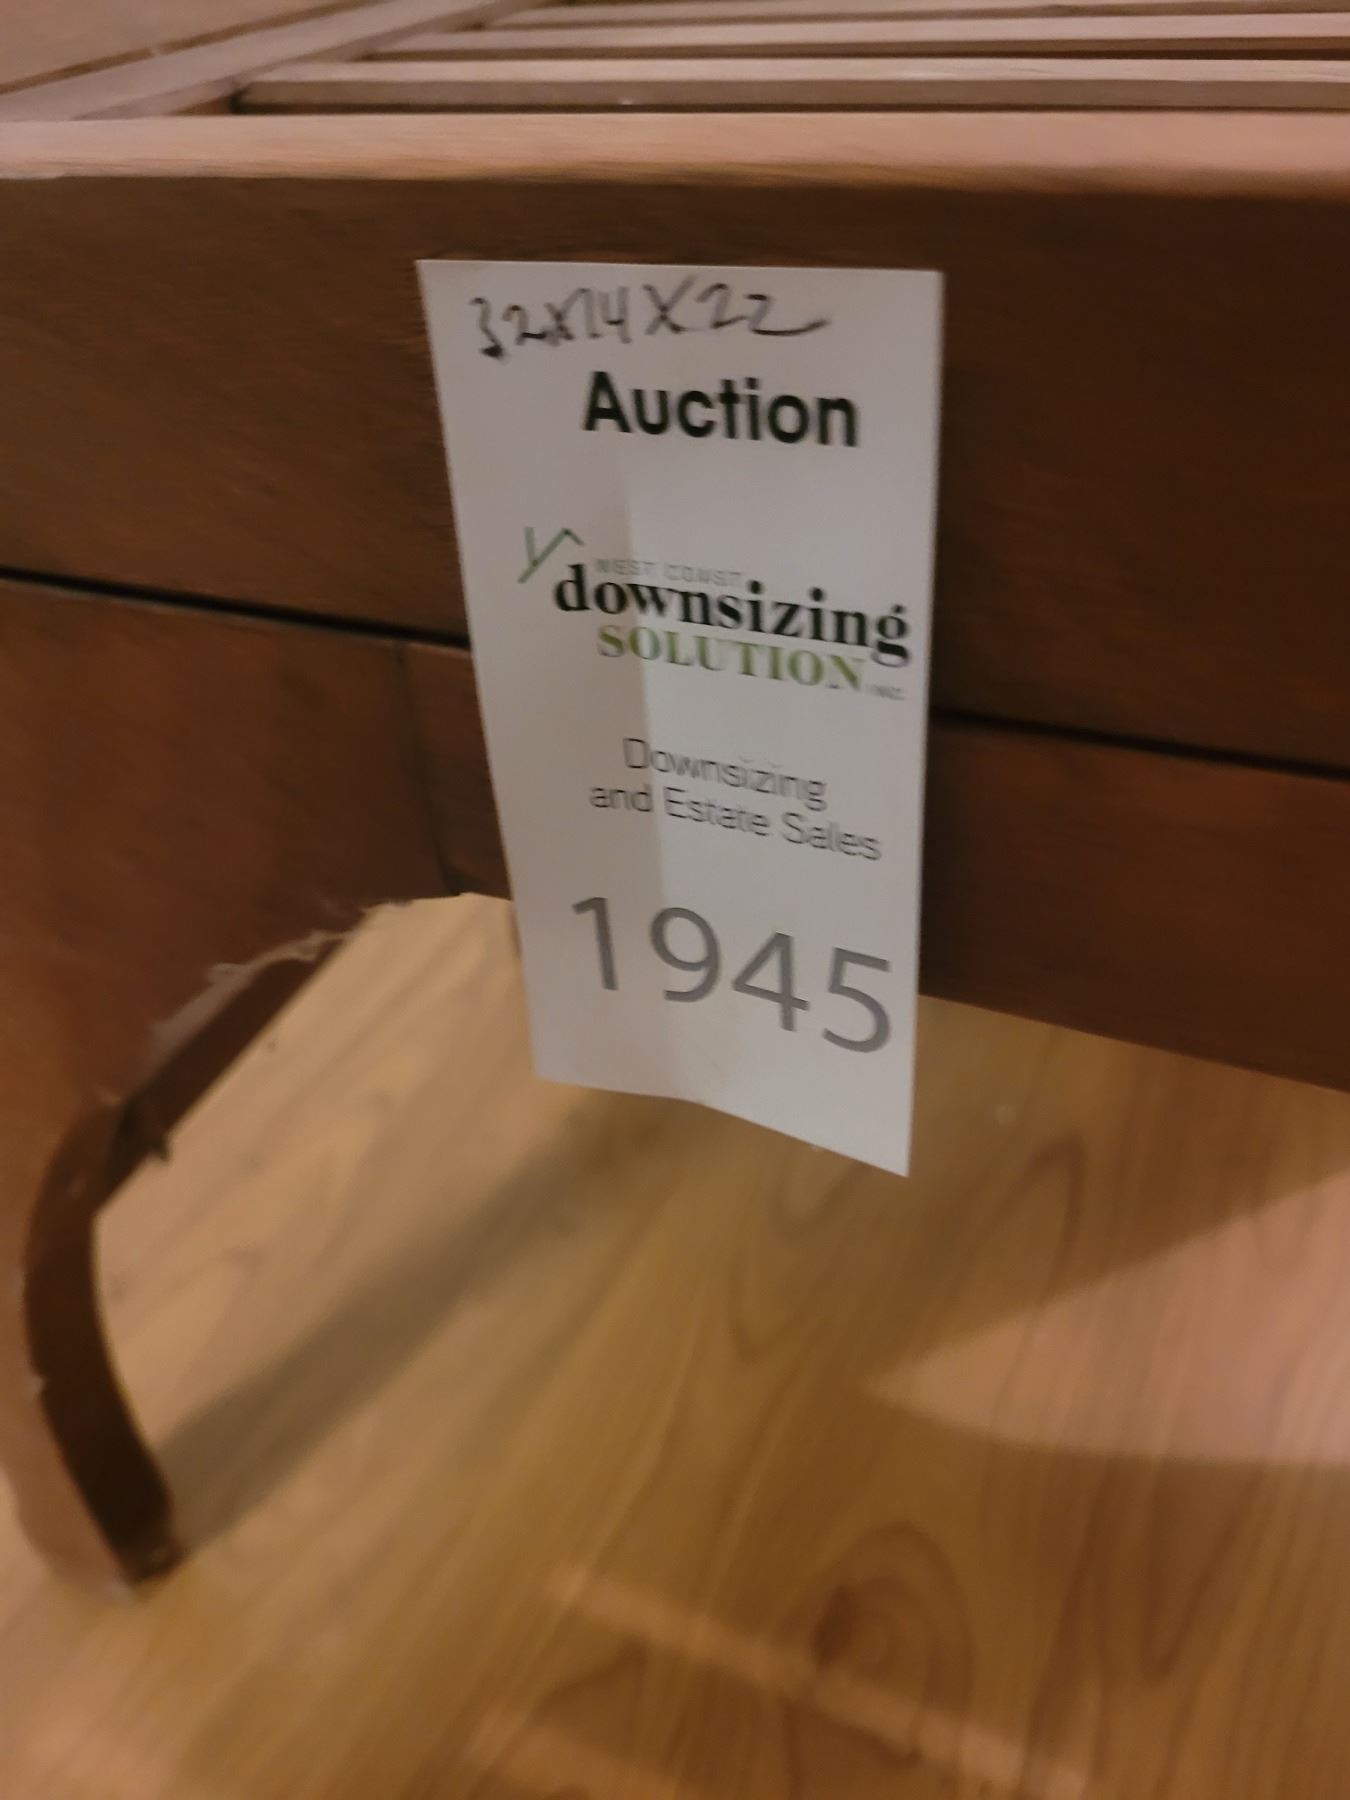 32x14x22
Auction
WEST COAST
downsizing
SOLUTION INC.
Downsizing
and Estate Sales
1945